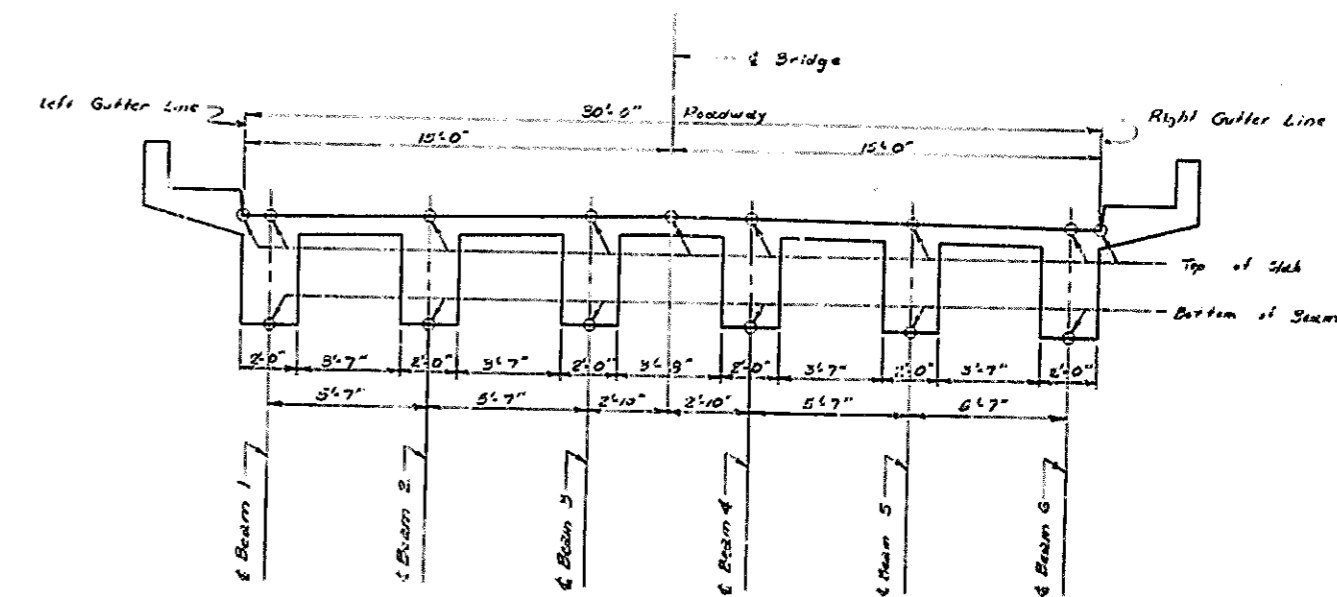 ℄ Bridge
Left Gutter Line
30'-0" Roadway
Right Gutter Line
15'-0"
15'-0"
Top of Slab
Bottom of Beam
2'-0"
3'-7"
2'-0"
3'-7"
2'-0"
3'-8"
2'-0"
3'-7"
2'-0"
3'-7"
2'-0"
5'-7"
5'-7"
2'-10"
2'-10"
5'-7"
℄ Beam 1
℄ Beam 2
℄ Beam 3
℄ Beam 4
℄ Beam 5
℄ Beam 6